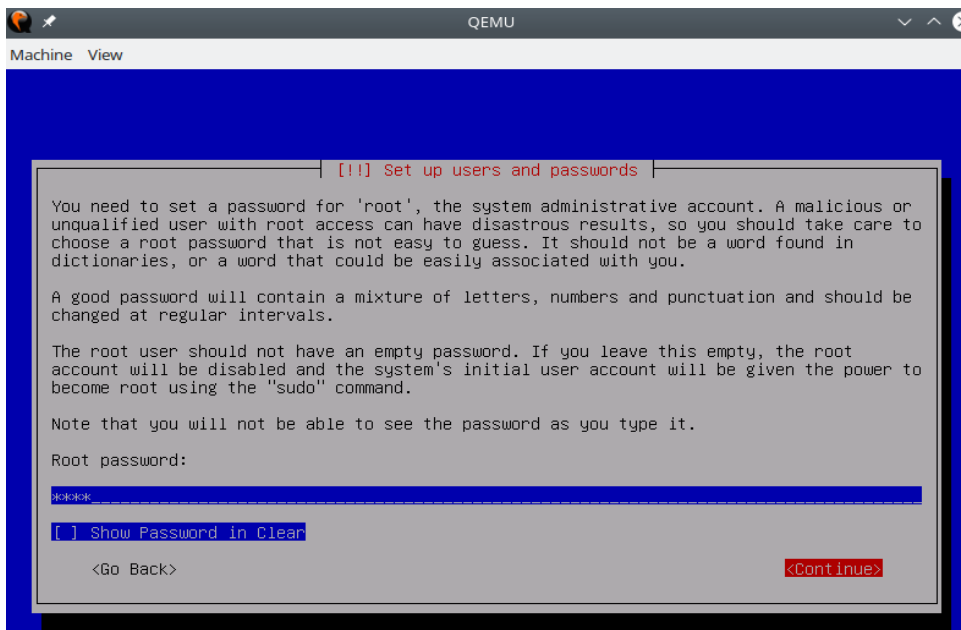 QEMU
Machine View
[!!] Set up users and passwords
You need to set a password for 'root', the system administrative account. A malicious or
unqualified user with root access can have disastrous results, so you should take care to
choose a root password that is not easy to guess. It should not be a word found in
dictionaries, or a word that could be easily associated with you.
A good password will contain a mixture of letters, numbers and punctuation and should be
changed at regular intervals.
The root user should not have an empty password. If you leave this empty, the root
account will be disabled and the system's initial user account will be given the power to
become root using the "sudo" command.
Note that you will not be able to see the password as you type it.
Root password:
****
[ ] Show Password in Clear
<Go Back> <Continue>